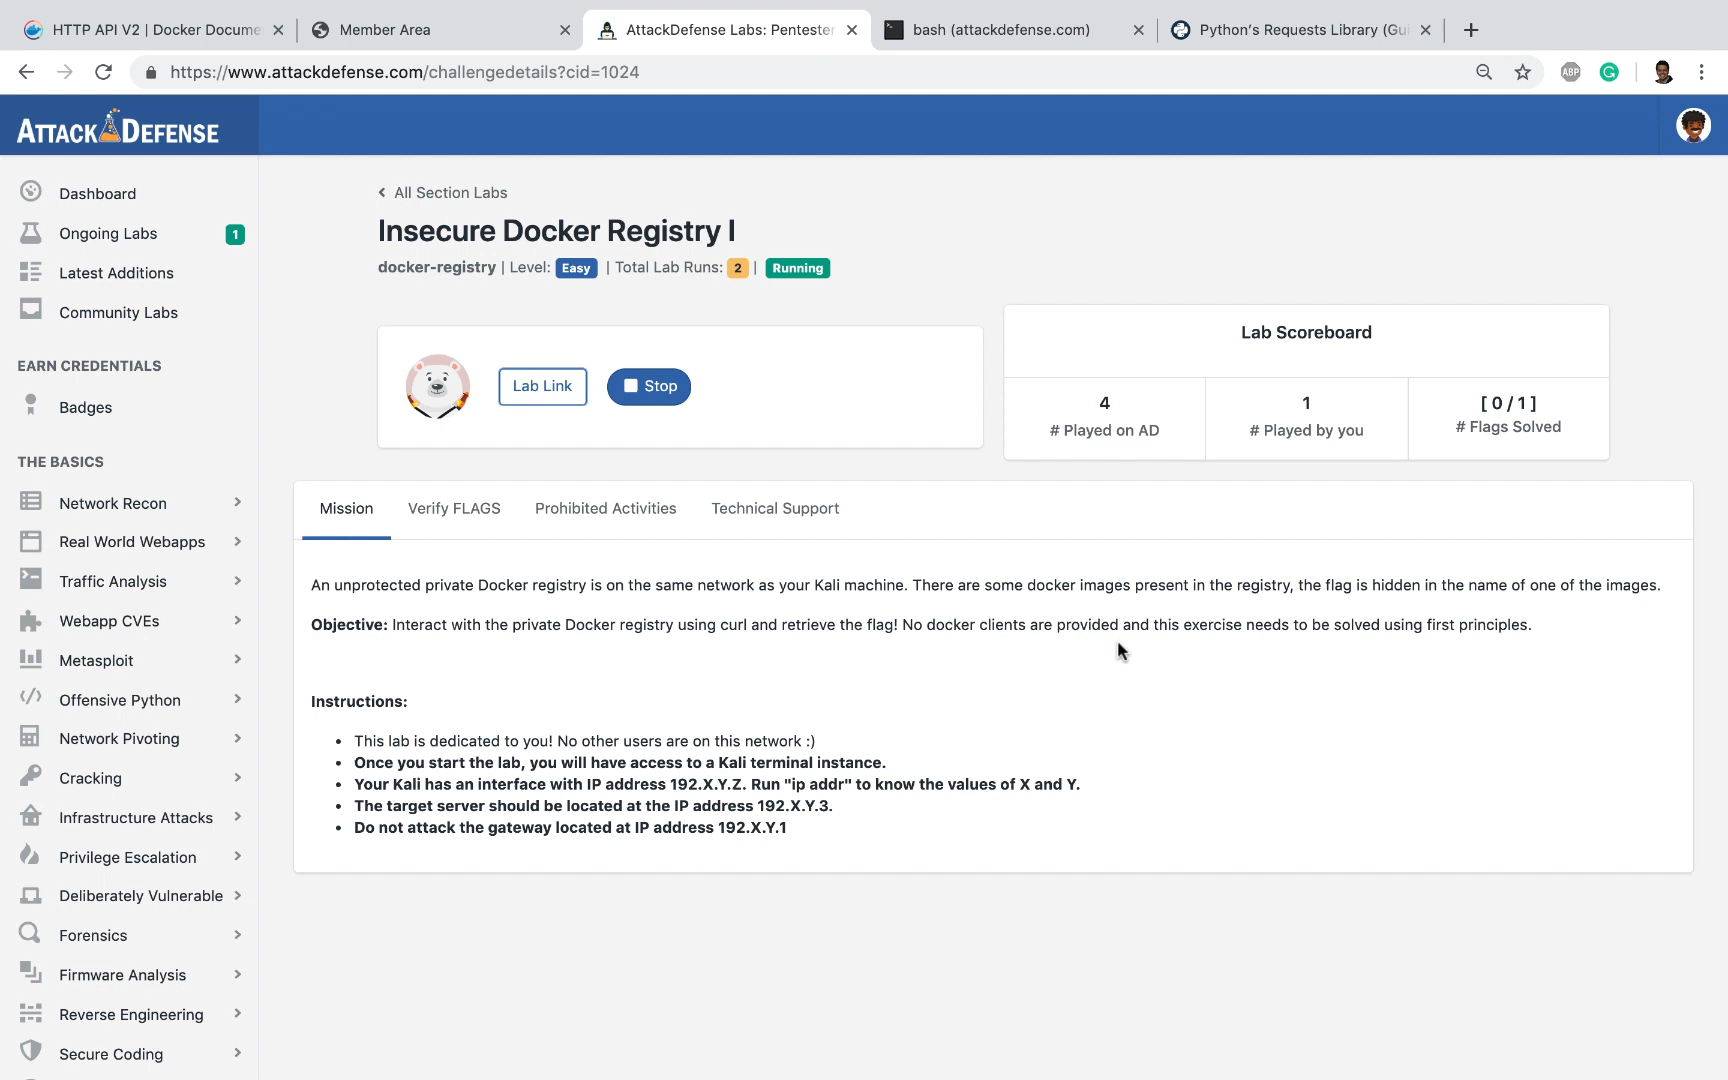 HTTP API V2 | Docker Docume
Member Area
AttackDefense Labs: Pentester
bash (attackdefense.com)
Python's Requests Library (Gui
https://www.attackdefense.com/challengedetails?cid=1024
ABP
G
ATTACK DEFENSE
Dashboard
Ongoing Labs 1
Latest Additions
Community Labs
EARN CREDENTIALS
Badges
THE BASICS
Network Recon
Real World Webapps
Traffic Analysis
Webapp CVEs
Metasploit
Offensive Python
Network Pivoting
Cracking
Infrastructure Attacks
Privilege Escalation
Deliberately Vulnerable
Forensics
Firmware Analysis
Reverse Engineering
Secure Coding
All Section Labs
Insecure Docker Registry I
docker-registry | Level: Easy | Total Lab Runs: 2 | Running
Lab Link
Stop
Lab Scoreboard
4
# Played on AD
1
# Played by you
[ 0 / 1 ]
# Flags Solved
Mission Verify FLAGS Prohibited Activities Technical Support
An unprotected private Docker registry is on the same network as your Kali machine. There are some docker images present in the registry, the flag is hidden in the name of one of the images.
Objective: Interact with the private Docker registry using curl and retrieve the flag! No docker clients are provided and this exercise needs to be solved using first principles.
Instructions:
• This lab is dedicated to you! No other users are on this network :)
• Once you start the lab, you will have access to a Kali terminal instance.
• Your Kali has an interface with IP address 192.X.Y.Z. Run "ip addr" to know the values of X and Y.
• The target server should be located at the IP address 192.X.Y.3.
• Do not attack the gateway located at IP address 192.X.Y.1